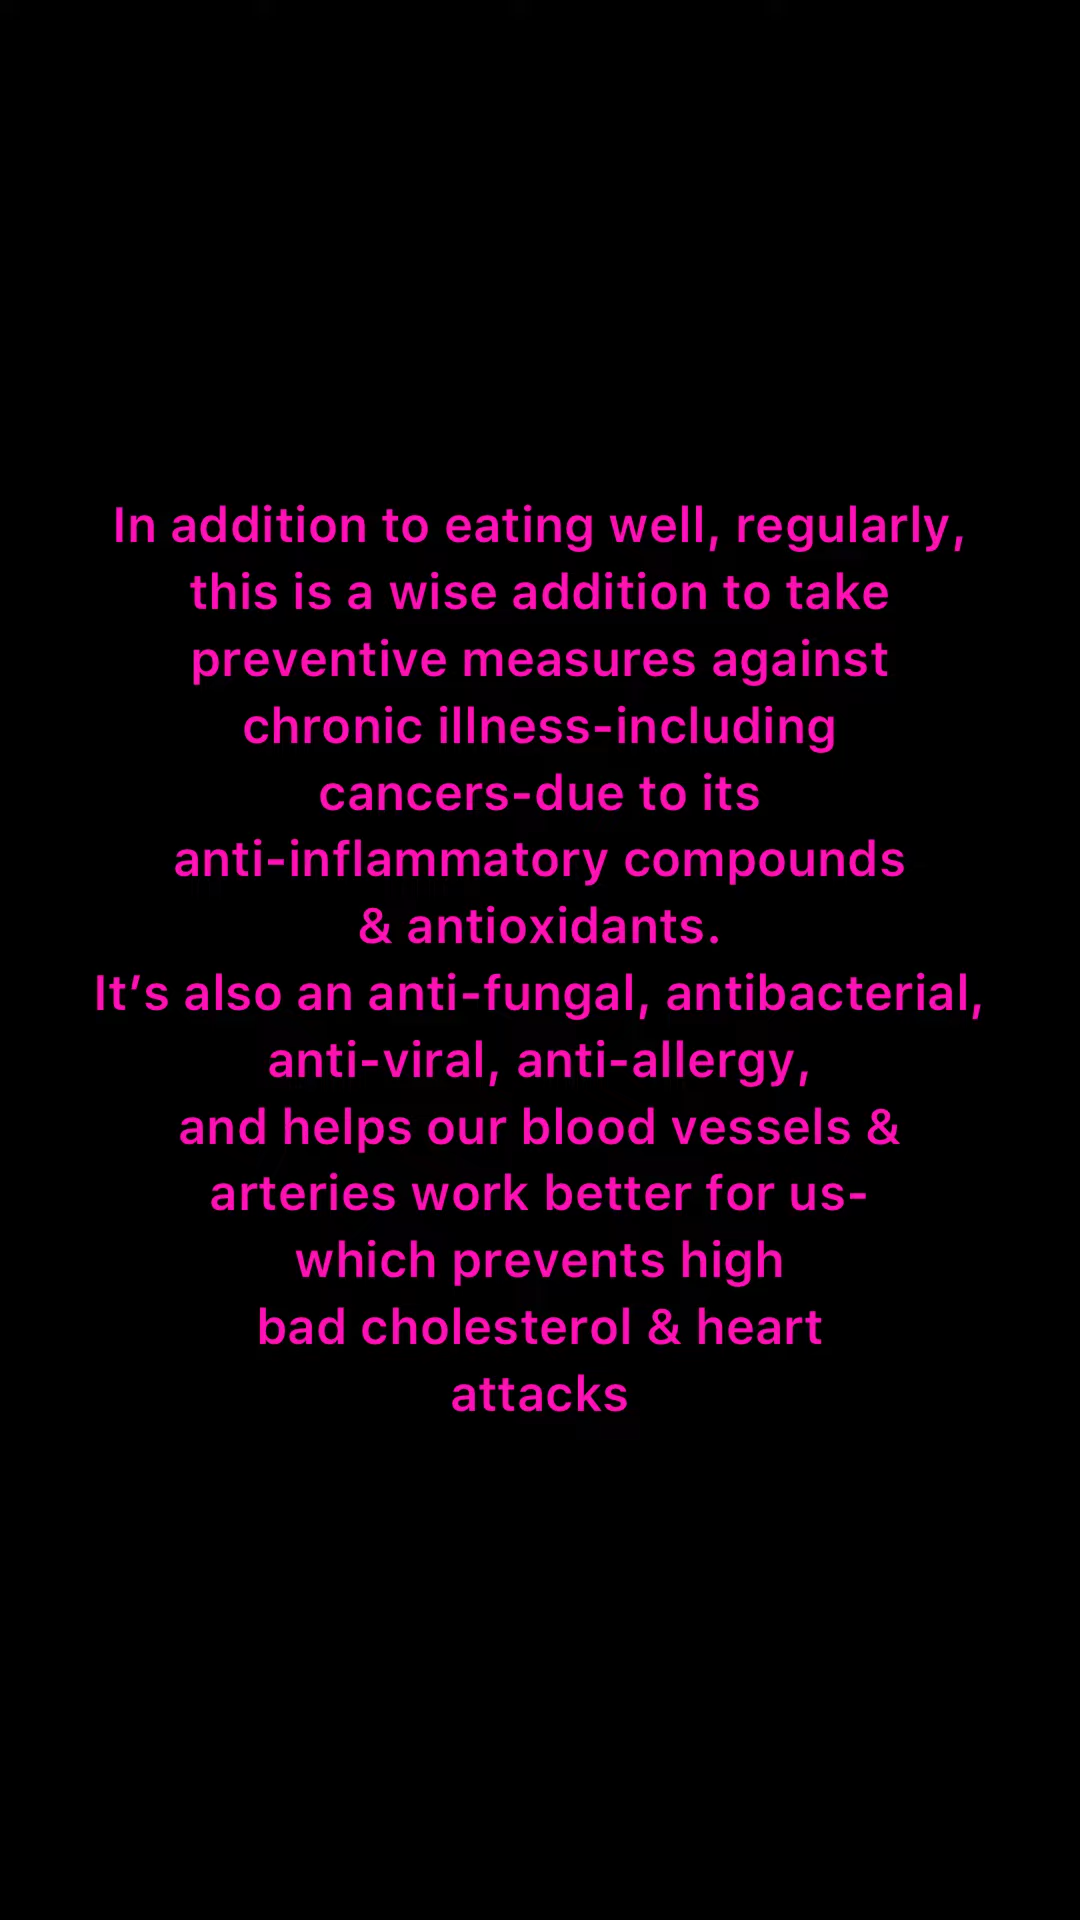 In addition to eating well, regularly,
this is a wise addition to take
preventive measures against
chronic illness-including
cancers-due to its
anti-inflammatory compounds
& antioxidants.
It’s also an anti-fungal, antibacterial,
anti-viral, anti-allergy,
and helps our blood vessels &
arteries work better for us-
which prevents high
bad cholesterol & heart
attacks